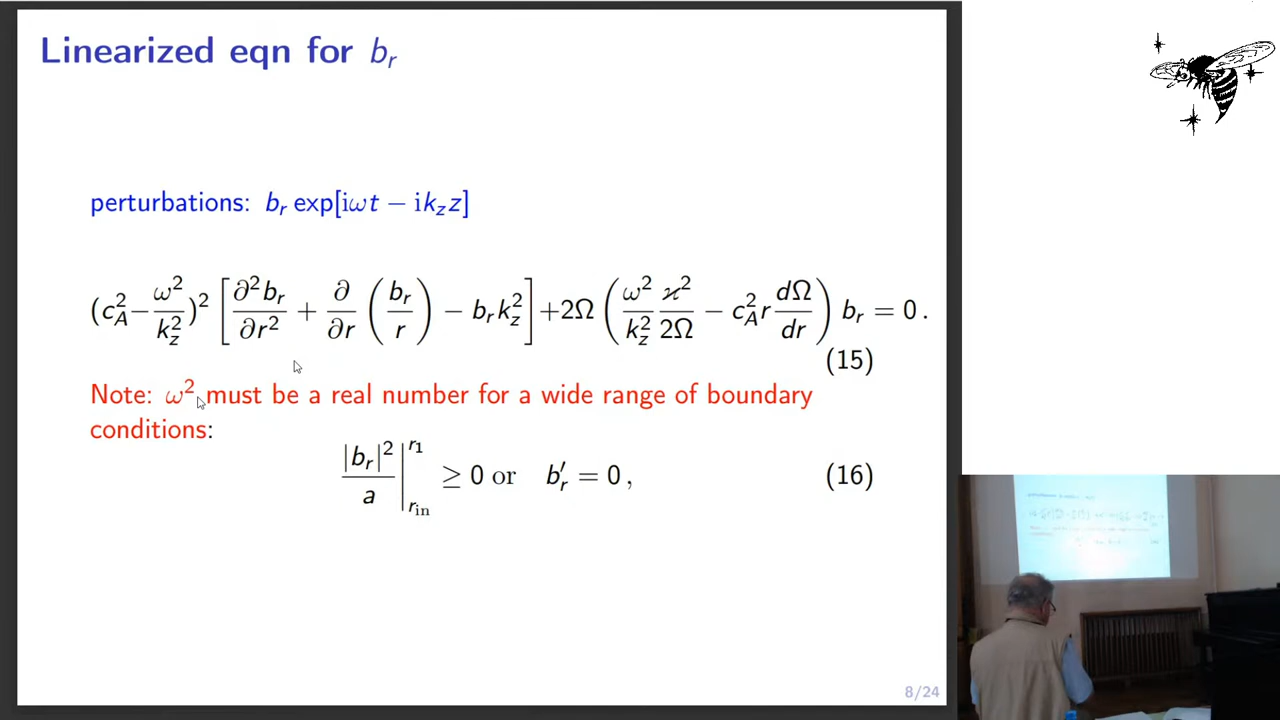 Linearized eqn for b_r
perturbations: b_r exp[iωt − ik_z z]
(c_A^2 − ω^2/k_z^2)^2 [∂^2 b_r/∂r^2 + ∂/∂r (b_r/r) − b_r k_z^2] + 2Ω (ω^2/k_z^2 ϰ^2/2Ω − c_A^2 r dΩ/dr) b_r = 0 .
(15)
Note: ω^2 must be a real number for a wide range of boundary
conditions:
|b_r|^2/a |_{r_in}^{r_1} ≥ 0 or b_r′ = 0 , (16)
8/24